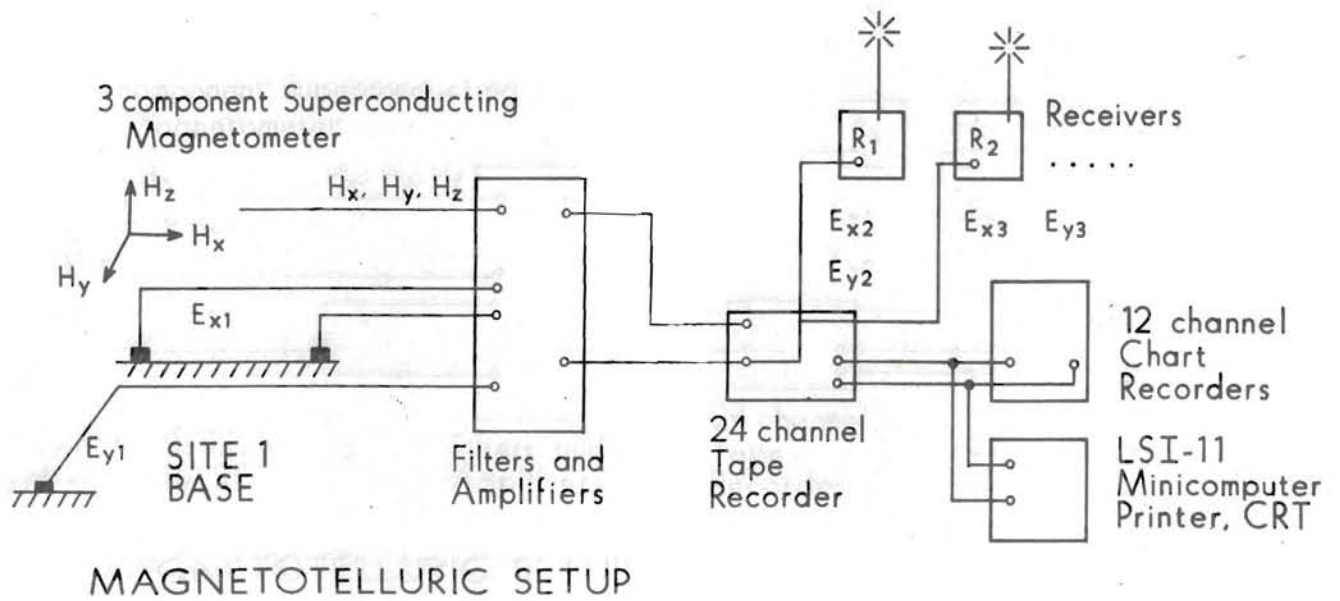 3 component Superconducting
Magnetometer
Hz
Hx
Hy
Hx, Hy, Hz
Ex1
Ey1
SITE 1
BASE
Filters and
Amplifiers
R1
R2
Receivers
.....
Ex2
Ey2
Ex3 Ey3
24 channel
Tape
Recorder
12 channel
Chart
Recorders
LSI-11
Minicomputer
Printer, CRT
MAGNETOTELLURIC SETUP